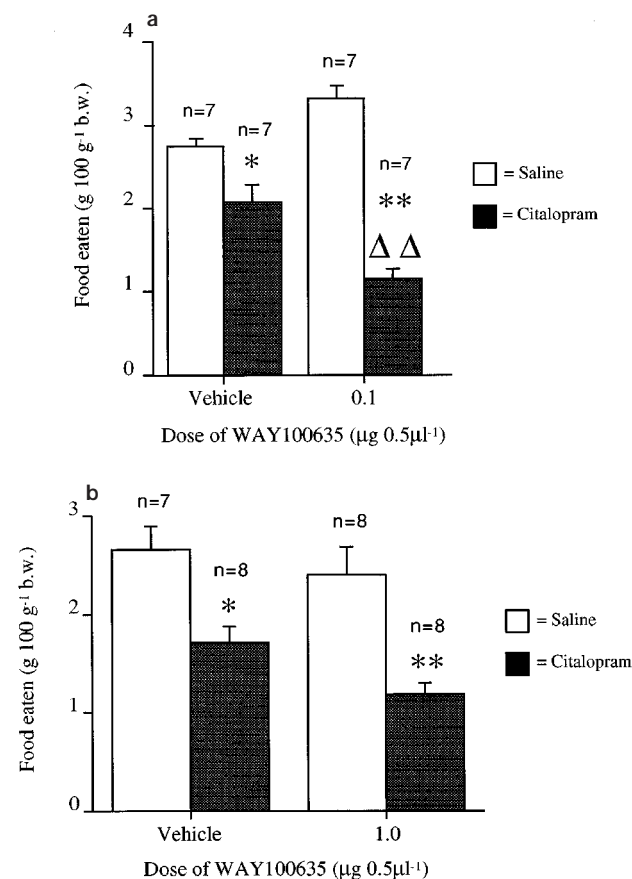 a
4
3
2
1
0
Food eaten (g 100 g-1 b.w.)
n=7
n=7
*
n=7
n=7
**
Δ Δ
= Saline
= Citalopram
Vehicle
0.1
Dose of WAY100635 (µg 0.5µl-1)
b
3
2
1
0
Food eaten (g 100 g-1 b.w.)
n=7
n=8
*
n=8
n=8
**
= Saline
= Citalopram
Vehicle
1.0
Dose of WAY100635 (µg 0.5µl-1)